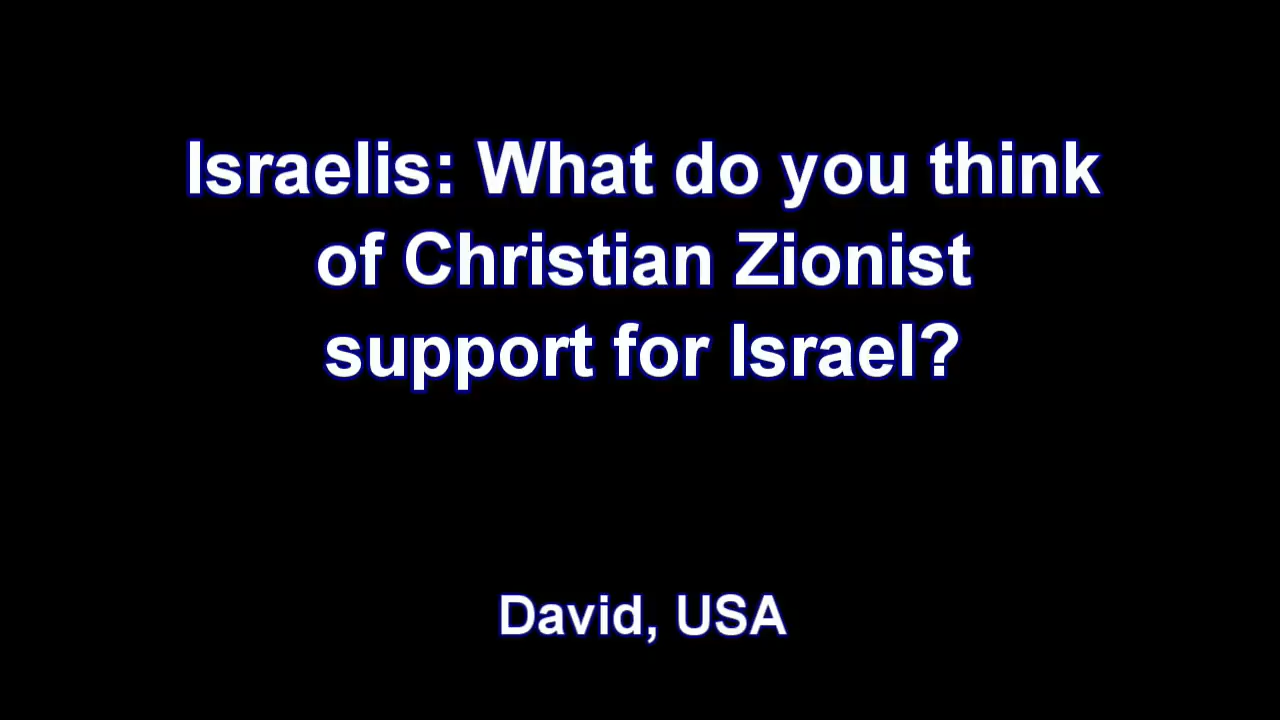 Israelis: What do you think
of Christian Zionist
support for Israel?
David, USA